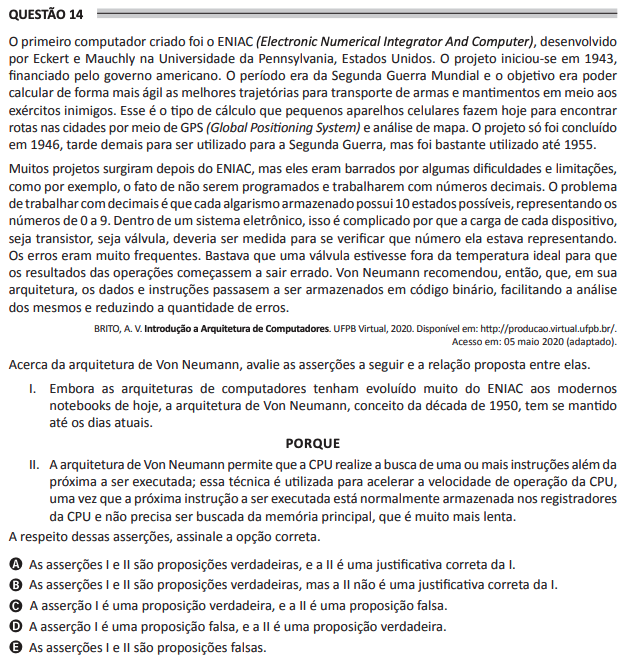 QUESTÃO 14
O primeiro computador criado foi o ENIAC (Electronic Numerical Integrator And Computer), desenvolvido
por Eckert e Mauchly na Universidade da Pennsylvania, Estados Unidos. O projeto iniciou-se em 1943,
financiado pelo governo americano. O período era da Segunda Guerra Mundial e o objetivo era poder
calcular de forma mais ágil as melhores trajetórias para transporte de armas e mantimentos em meio aos
exércitos inimigos. Esse é o tipo de cálculo que pequenos aparelhos celulares fazem hoje para encontrar
rotas nas cidades por meio de GPS (Global Positioning System) e análise de mapa. O projeto só foi concluído
em 1946, tarde demais para ser utilizado para a Segunda Guerra, mas foi bastante utilizado até 1955.
Muitos projetos surgiram depois do ENIAC, mas eles eram barrados por algumas dificuldades e limitações,
como por exemplo, o fato de não serem programados e trabalharem com números decimais. O problema
de trabalhar com decimais é que cada algarismo armazenado possui 10 estados possíveis, representando os
números de 0 a 9. Dentro de um sistema eletrônico, isso é complicado por que a carga de cada dispositivo,
seja transistor, seja válvula, deveria ser medida para se verificar que número ela estava representando.
Os erros eram muito frequentes. Bastava que uma válvula estivesse fora da temperatura ideal para que
os resultados das operações começassem a sair errado. Von Neumann recomendou, então, que, em sua
arquitetura, os dados e instruções passasem a ser armazenados em código binário, facilitando a análise
dos mesmos e reduzindo a quantidade de erros.
BRITO, A. V. Introdução a Arquitetura de Computadores. UFPB Virtual, 2020. Disponível em: http://producao.virtual.ufpb.br/.
Acesso em: 05 maio 2020 (adaptado).
Acerca da arquitetura de Von Neumann, avalie as asserções a seguir e a relação proposta entre elas.
I. Embora as arquiteturas de computadores tenham evoluído muito do ENIAC aos modernos
notebooks de hoje, a arquitetura de Von Neumann, conceito da década de 1950, tem se mantido
até os dias atuais.
PORQUE
II. A arquitetura de Von Neumann permite que a CPU realize a busca de uma ou mais instruções além da
próxima a ser executada; essa técnica é utilizada para acelerar a velocidade de operação da CPU,
uma vez que a próxima instrução a ser executada está normalmente armazenada nos registradores
da CPU e não precisa ser buscada da memória principal, que é muito mais lenta.
A respeito dessas asserções, assinale a opção correta.
A As asserções I e II são proposições verdadeiras, e a II é uma justificativa correta da I.
B As asserções I e II são proposições verdadeiras, mas a II não é uma justificativa correta da I.
C A asserção I é uma proposição verdadeira, e a II é uma proposição falsa.
D A asserção I é uma proposição falsa, e a II é uma proposição verdadeira.
E As asserções I e II são proposições falsas.